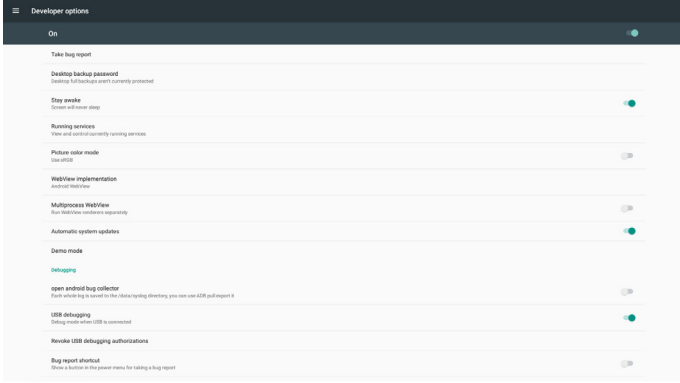 Developer options
On
Take bug report
Desktop backup password
Desktop full backups aren't currently protected
Stay awake
Screen will never sleep
Running services
View and control currently running services
Picture color mode
Use sRGB
WebView implementation
Android WebView
Multiprocess WebView
Run WebView renderers separately
Automatic system updates
Demo mode
Debugging
open android bug collector
Each whole log is saved to the /data/syslog directory, you can use ADB pull export it
USB debugging
Debug mode when USB is connected
Revoke USB debugging authorizations
Bug report shortcut
Show a button in the power menu for taking a bug report